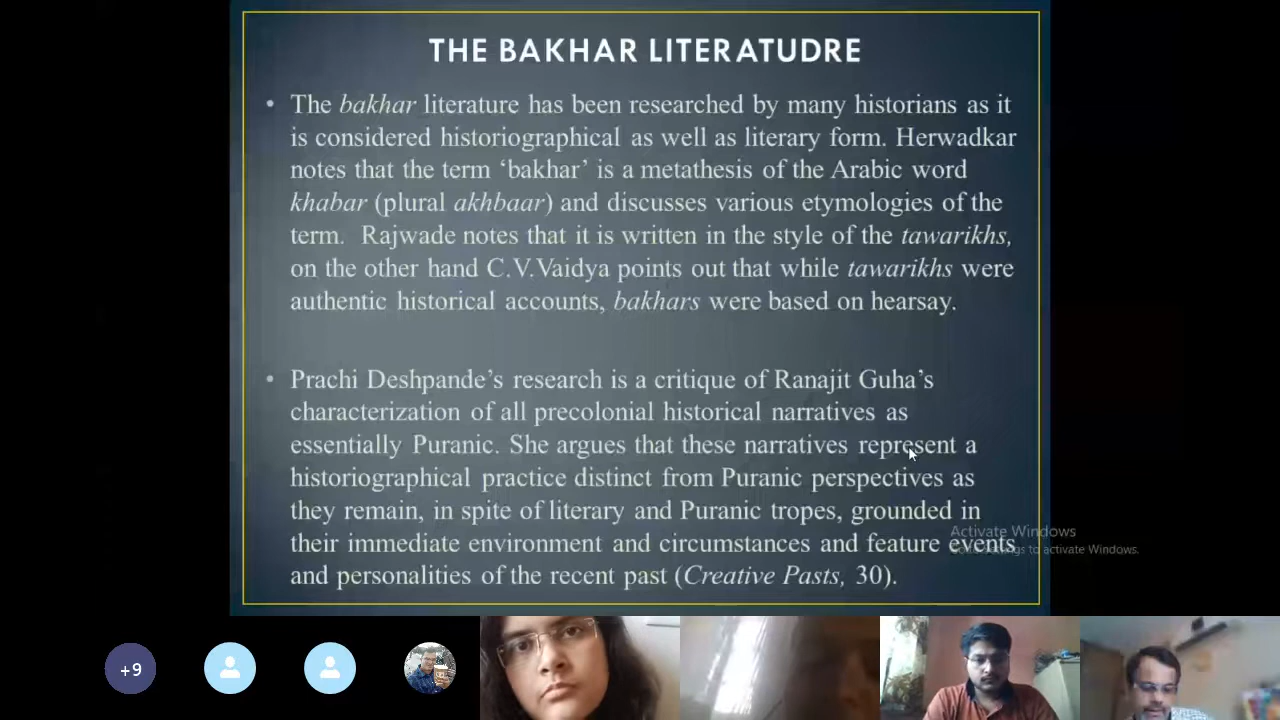 THE BAKHAR LITERATUDRE
• The bakhar literature has been researched by many historians as it
is considered historiographical as well as literary form. Herwadkar
notes that the term ‘bakhar’ is a metathesis of the Arabic word
khabar (plural akhbaar) and discusses various etymologies of the
term. Rajwade notes that it is written in the style of the tawarikhs,
on the other hand C.V.Vaidya points out that while tawarikhs were
authentic historical accounts, bakhars were based on hearsay.
• Prachi Deshpande’s research is a critique of Ranajit Guha’s
characterization of all precolonial historical narratives as
essentially Puranic. She argues that these narratives represent a
historiographical practice distinct from Puranic perspectives as
they remain, in spite of literary and Puranic tropes, grounded in
their immediate environment and circumstances and feature events
and personalities of the recent past (Creative Pasts, 30).
Activate Windows
to activate Windows.
+9